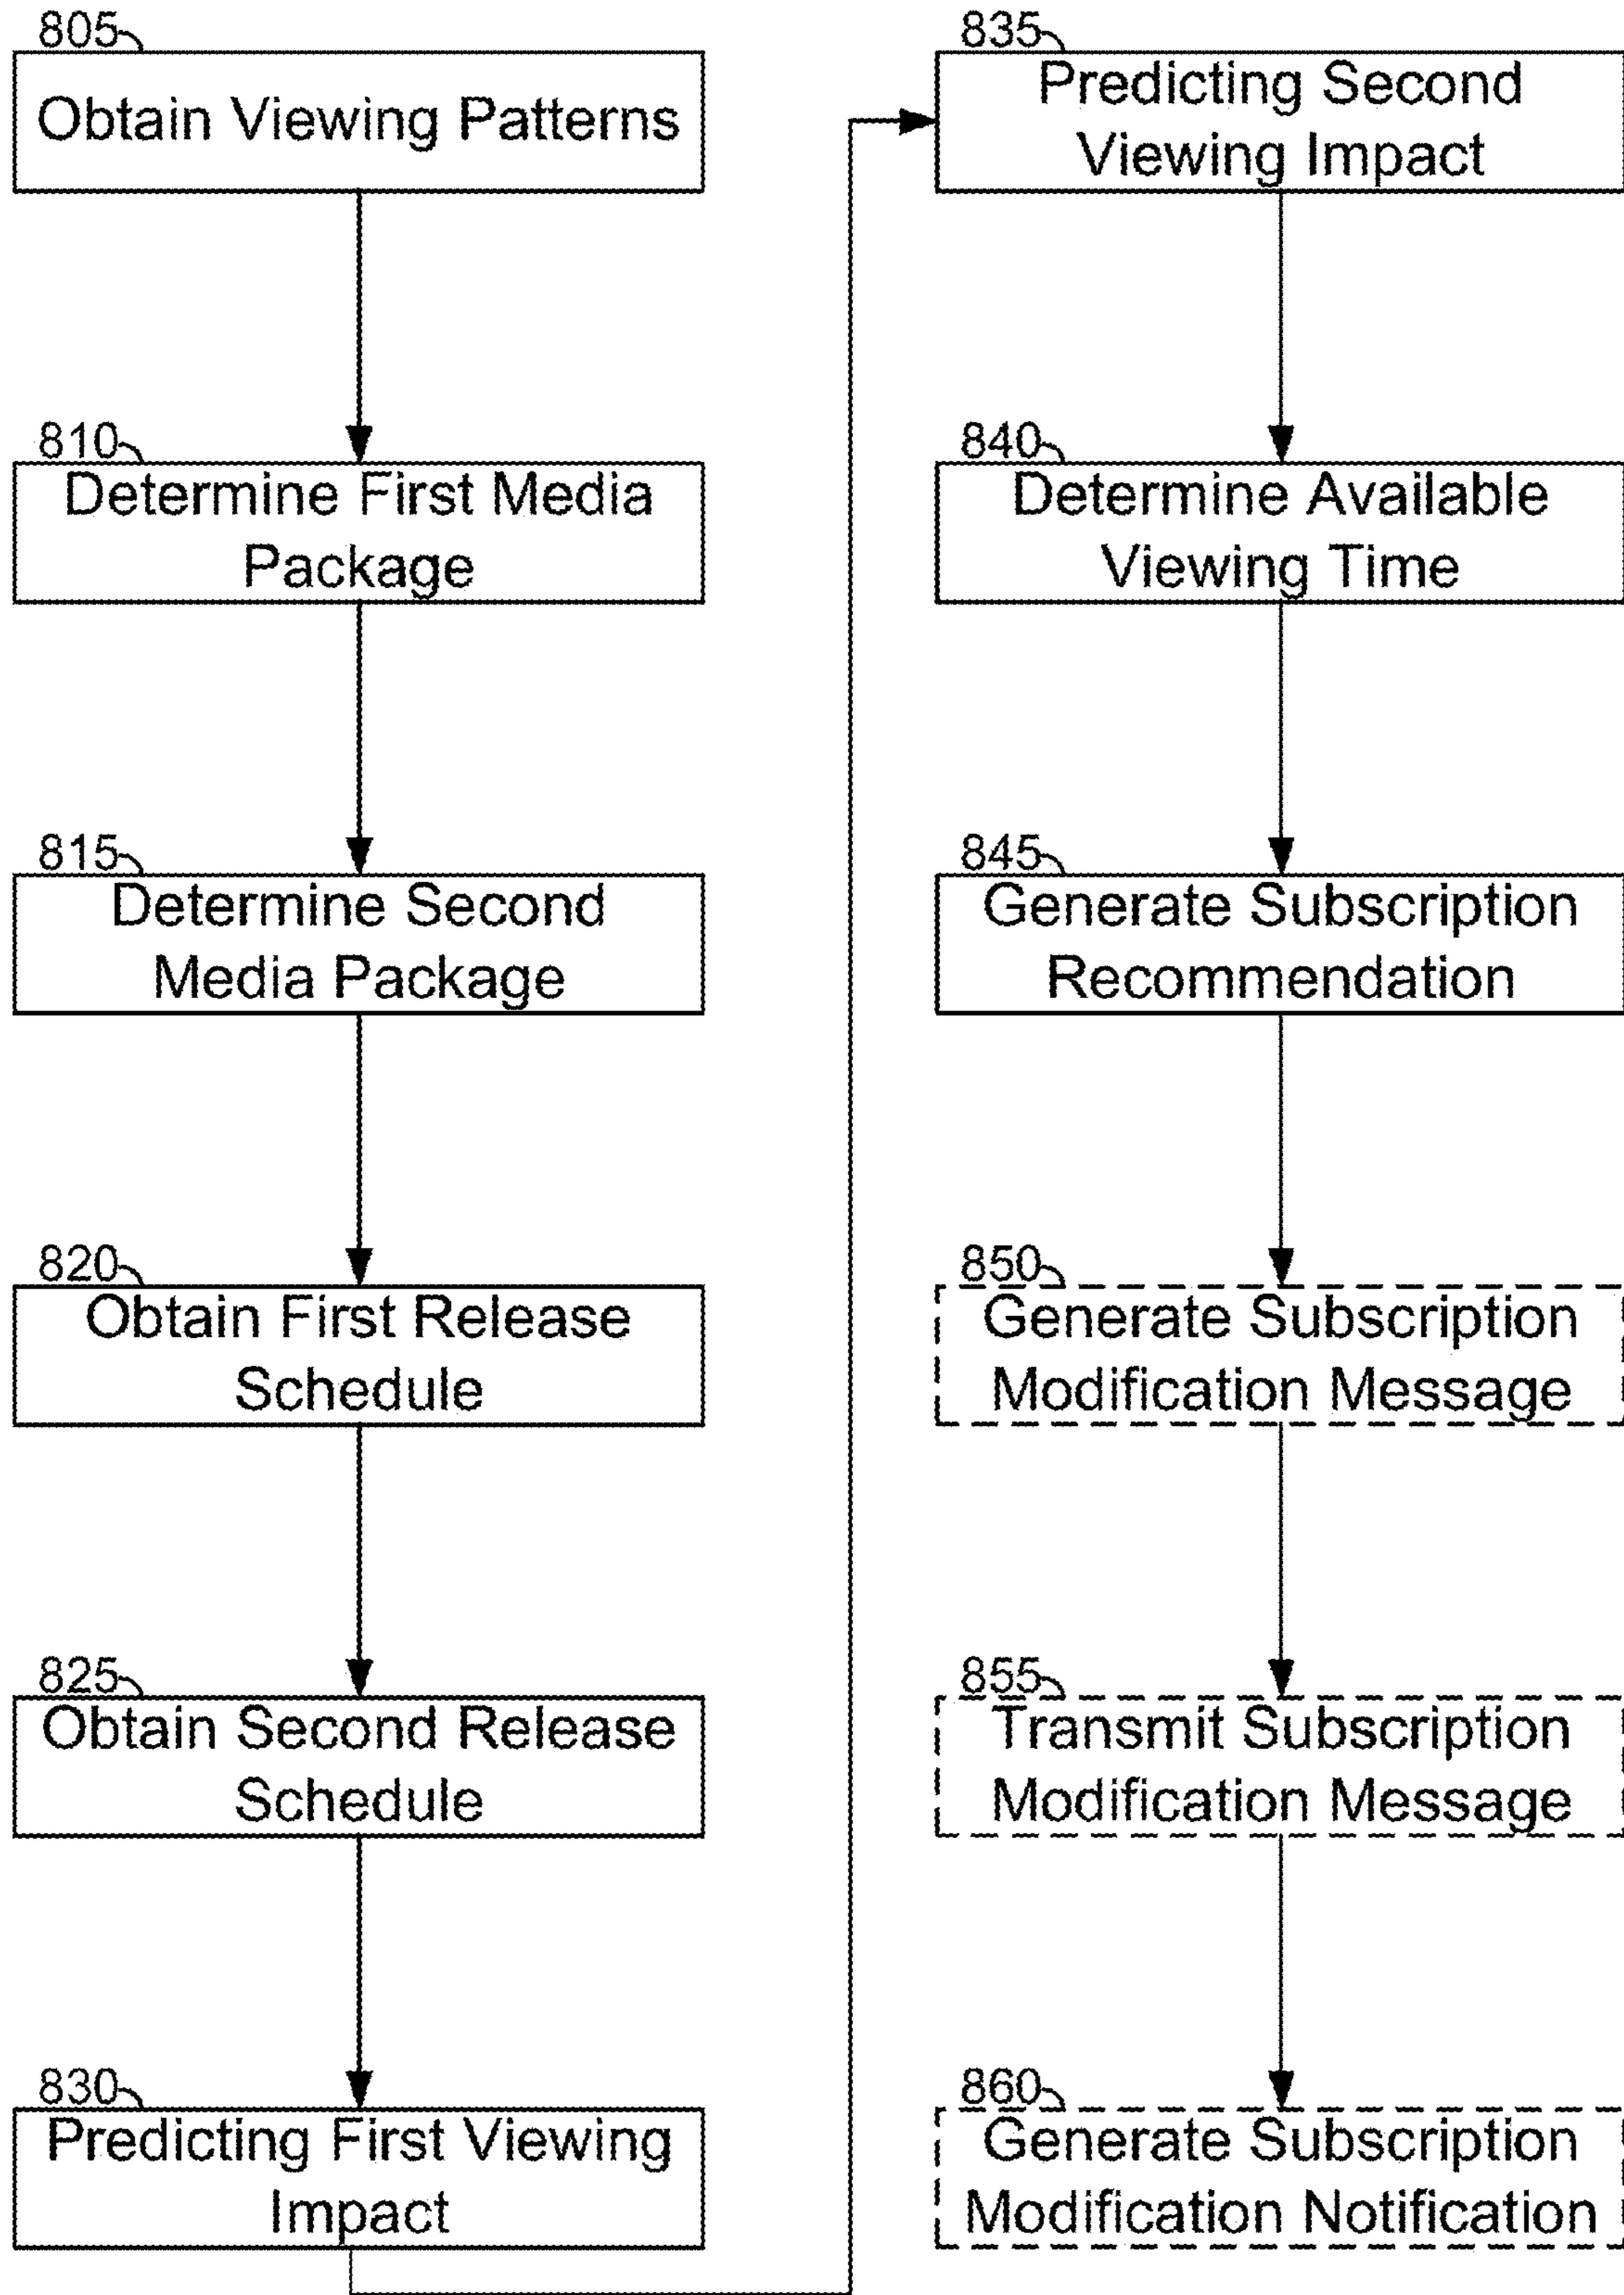 805
Obtain Viewing Patterns
810
Determine First Media
Package
815
Determine Second
Media Package
820
Obtain First Release
Schedule
825
Obtain Second Release
Schedule
830
Predicting First Viewing
Impact
835
Predicting Second
Viewing Impact
840
Determine Available
Viewing Time
845
Generate Subscription
Recommendation
850
Generate Subscription
Modification Message
855
Transmit Subscription
Modification Message
860
Generate Subscription
Modification Notification